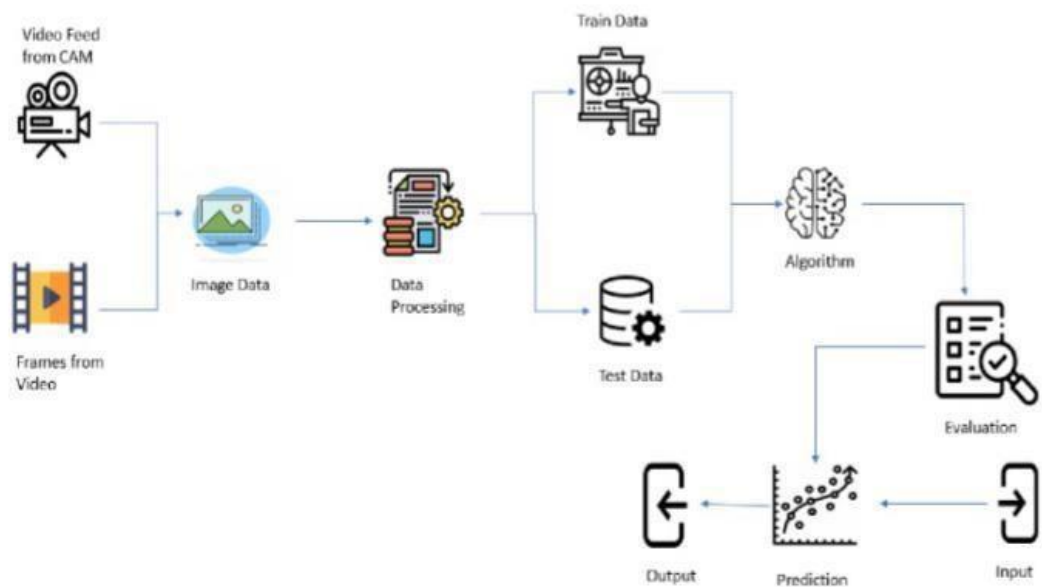 Video Feed
from CAM
Train Data
Image Data
Data
Processing
Algorithm
Frames from
Video
Test Data
Evaluation
Output
Prediction
Input